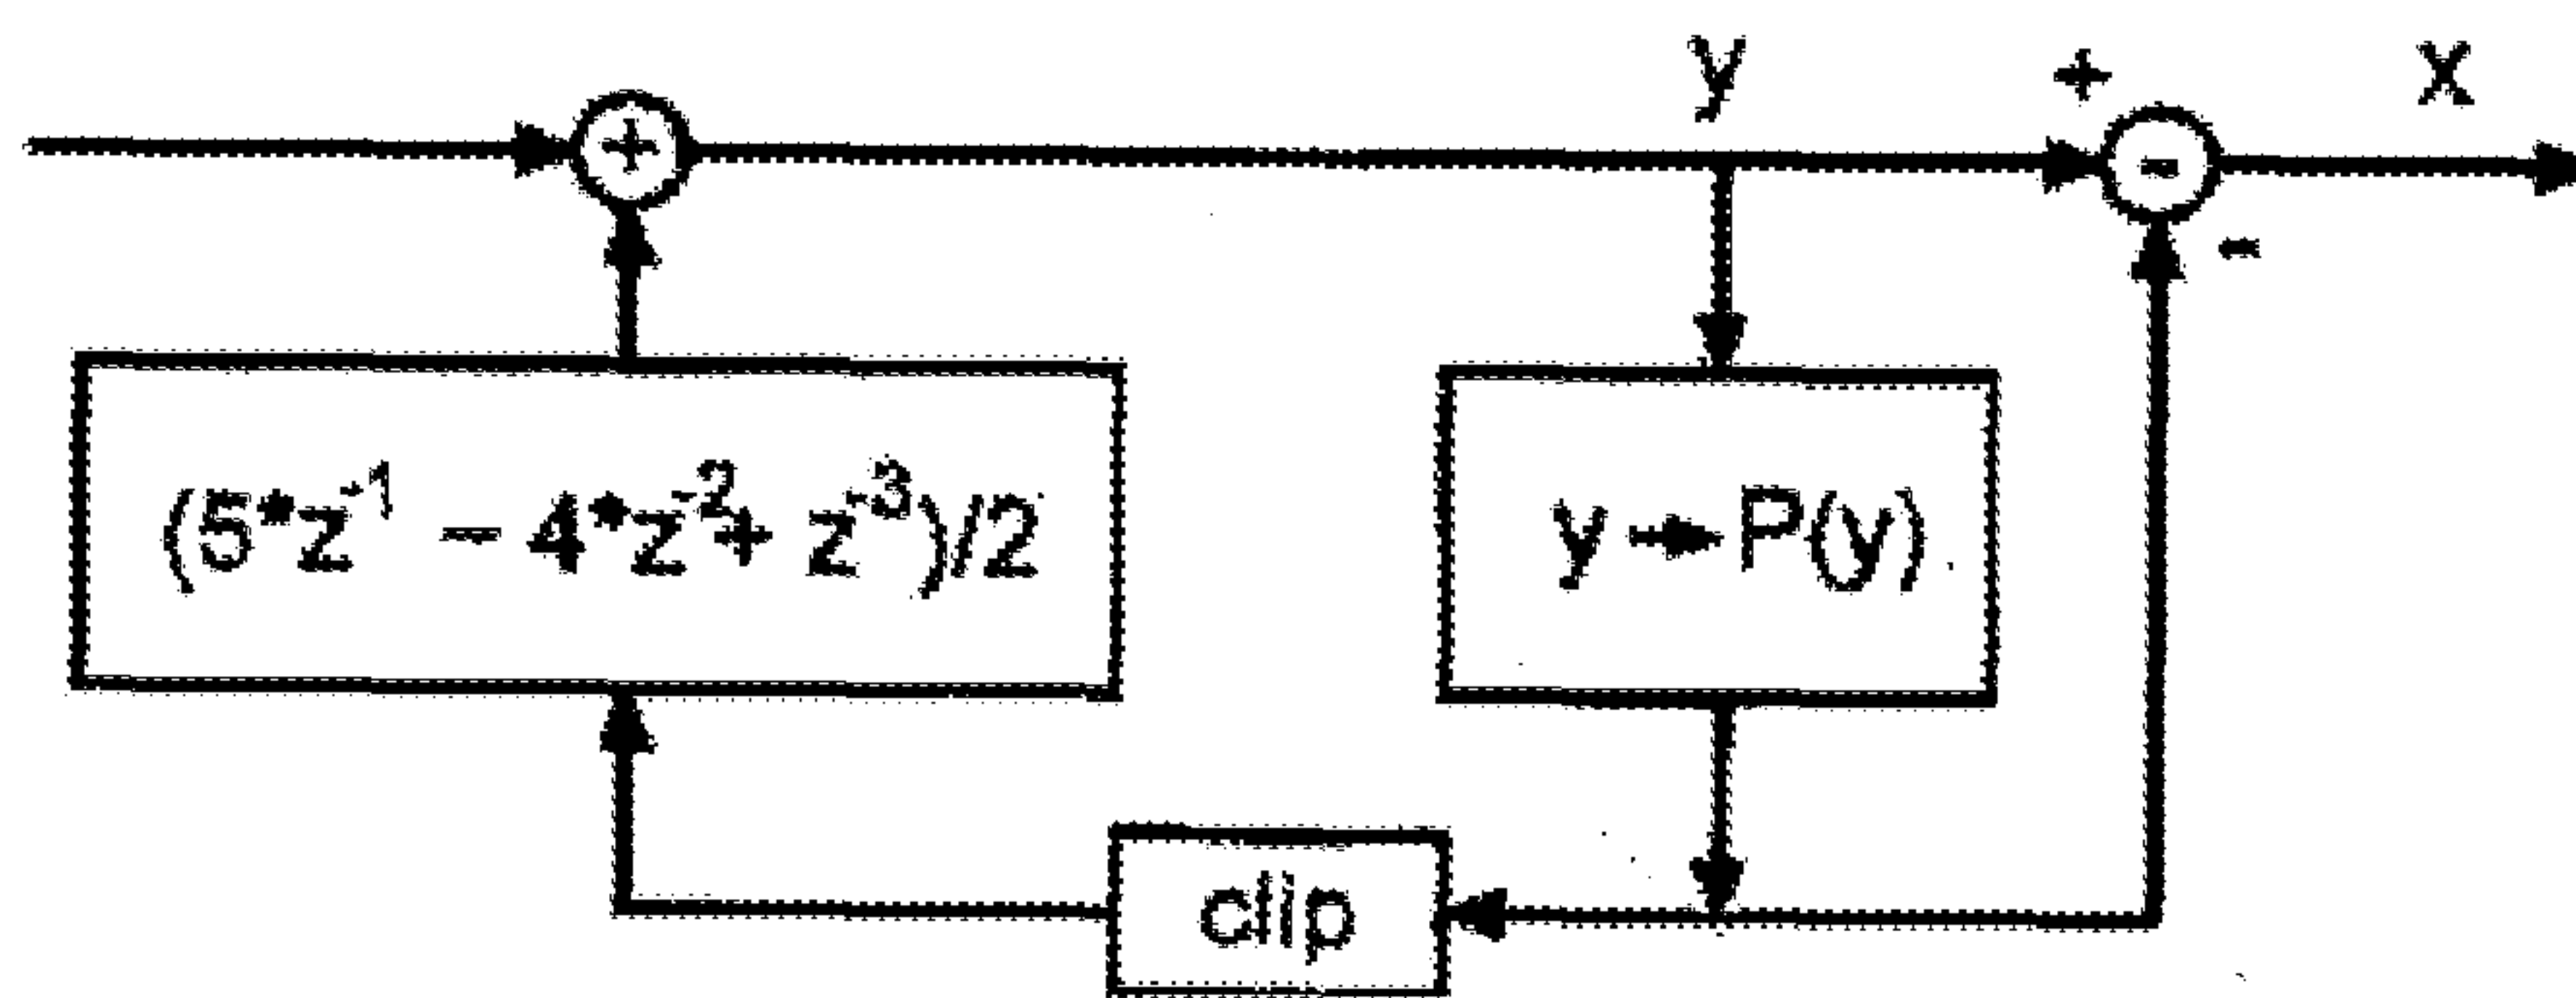 y
+
X
+
-
-
(5*z⁻¹ – 4*z⁻²+ z⁻³)/2
y → P(y)
clip